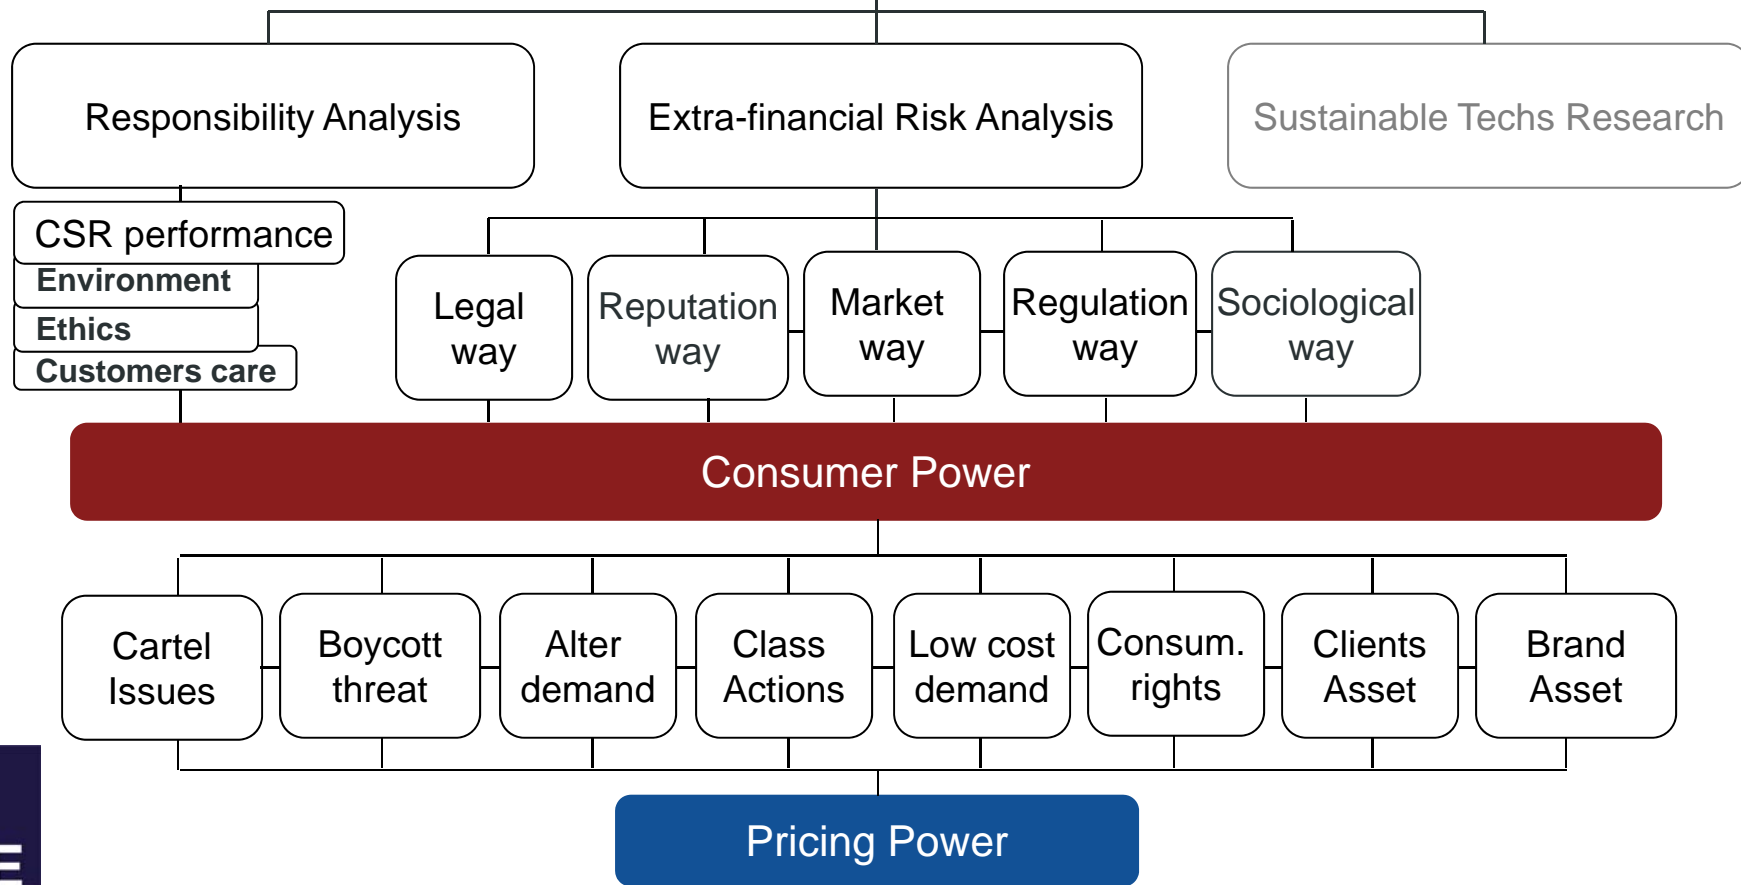 Responsibility Analysis
Extra-financial Risk Analysis
Sustainable Techs Research
CSR performance
Environment
Ethics
Customers care
Legal
way
Reputation
way
Market
way
Regulation
way
Sociological
way
Consumer Power
Cartel
Issues
Boycott
threat
Alter
demand
Class
Actions
Low cost
demand
Consum.
rights
Clients
Asset
Brand
Asset
Pricing Power
E